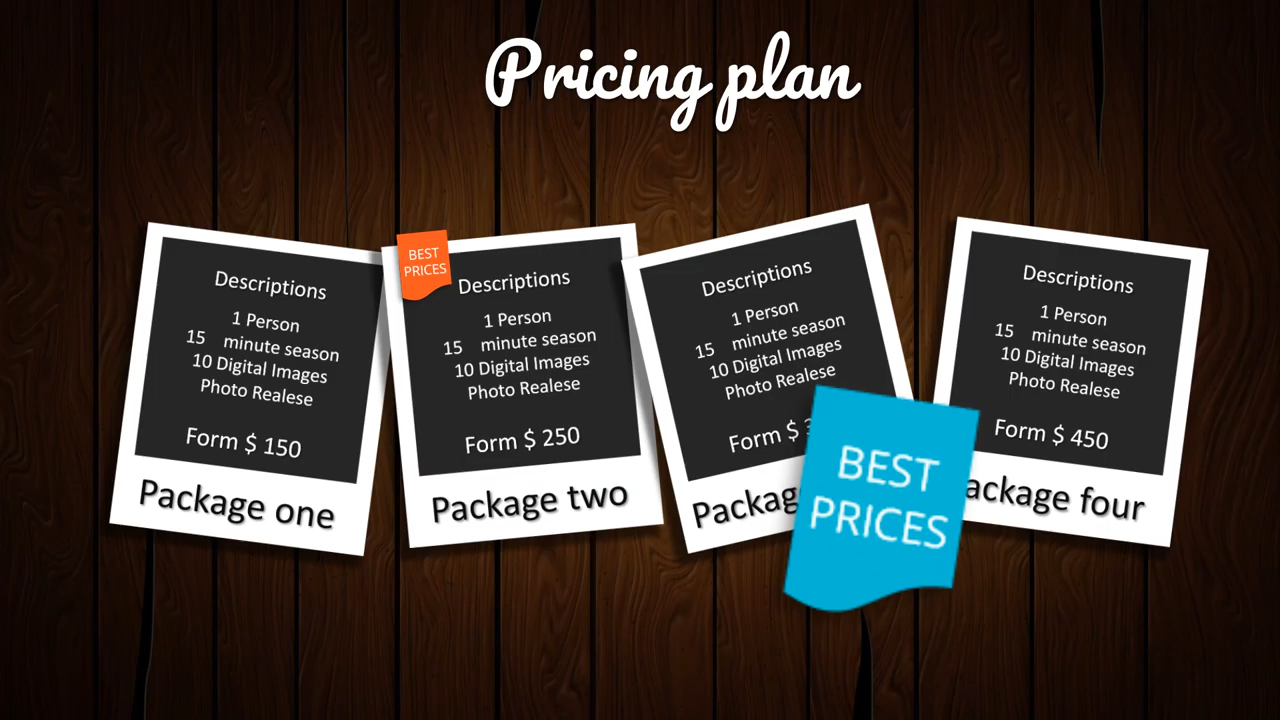 Pricing plan
Descriptions
1 Person
15 minute season
10 Digital Images
Photo Realese
Form $ 150
Package one
BEST
PRICES
Descriptions
1 Person
15 minute season
10 Digital Images
Photo Realese
Form $ 250
Package two
Descriptions
1 Person
15 minute season
10 Digital Images
Photo Realese
Form $
BEST
PRICES
Descriptions
1 Person
15 minute season
10 Digital Images
Photo Realese
Form $ 450
four